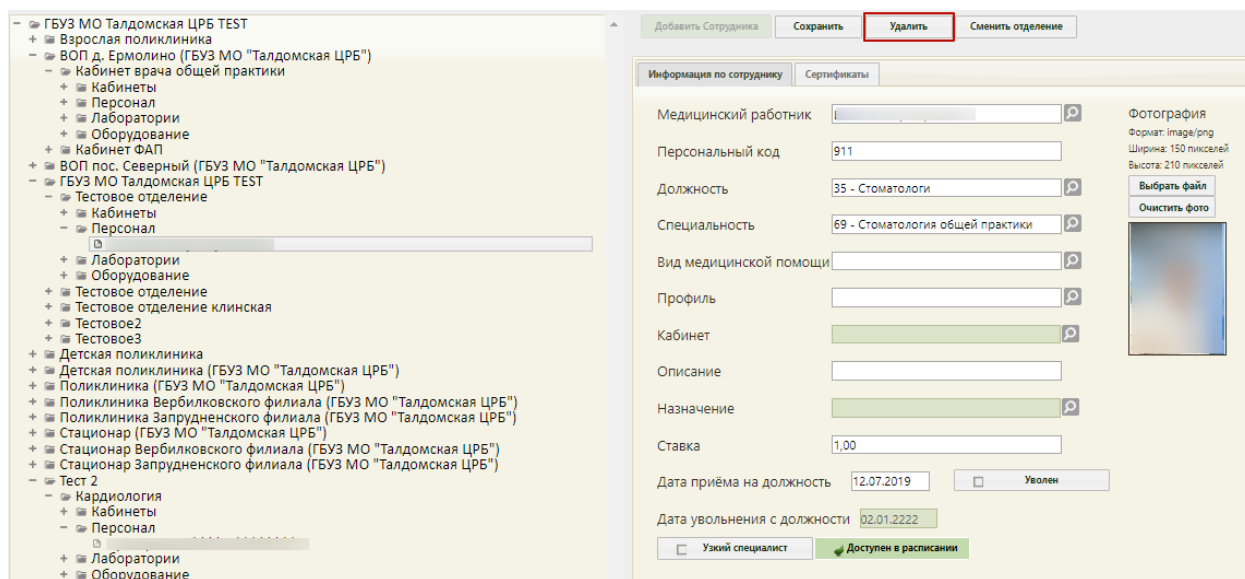 ГБУЗ МО Талдомская ЦРБ TEST
Взрослая поликлиника
ВОП д. Ермолино (ГБУЗ МО "Талдомская ЦРБ")
Кабинет врача общей практики
Кабинеты
Персонал
Лаборатории
Оборудование
Кабинет ФАП
ВОП пос. Северный (ГБУЗ МО "Талдомская ЦРБ")
ГБУЗ МО Талдомская ЦРБ TEST
Тестовое отделение
Кабинеты
Персонал
Лаборатории
Оборудование
Тестовое отделение
Тестовое отделение клинская
Тестовое2
Тестовое3
Детская поликлиника
Детская поликлиника (ГБУЗ МО "Талдомская ЦРБ")
Поликлиника (ГБУЗ МО "Талдомская ЦРБ")
Поликлиника Вербилковского филиала (ГБУЗ МО "Талдомская ЦРБ")
Поликлиника Запрудненского филиала (ГБУЗ МО "Талдомская ЦРБ")
Стационар (ГБУЗ МО "Талдомская ЦРБ")
Стационар Вербилковского филиала (ГБУЗ МО "Талдомская ЦРБ")
Стационар Запрудненского филиала (ГБУЗ МО "Талдомская ЦРБ")
Тест 2
Кардиология
Кабинеты
Персонал
Лаборатории
Оборудование
Добавить Сотрудника Сохранить Удалить Сменить отделение
Информация по сотруднику Сертификаты
Медицинский работник
Персональный код 911
Должность 35 - Стоматологи
Специальность 69 - Стоматология общей практики
Вид медицинской помощи
Профиль
Кабинет
Описание
Назначение
Ставка 1,00
Дата приёма на должность 12.07.2019 Уволен
Дата увольнения с должности 02.01.2222
Узкий специалист Доступен в расписании
Фотография
Формат: image/png
Ширина: 150 пикселей
Высота: 210 пикселей
Выбрать файл
Очистить фото